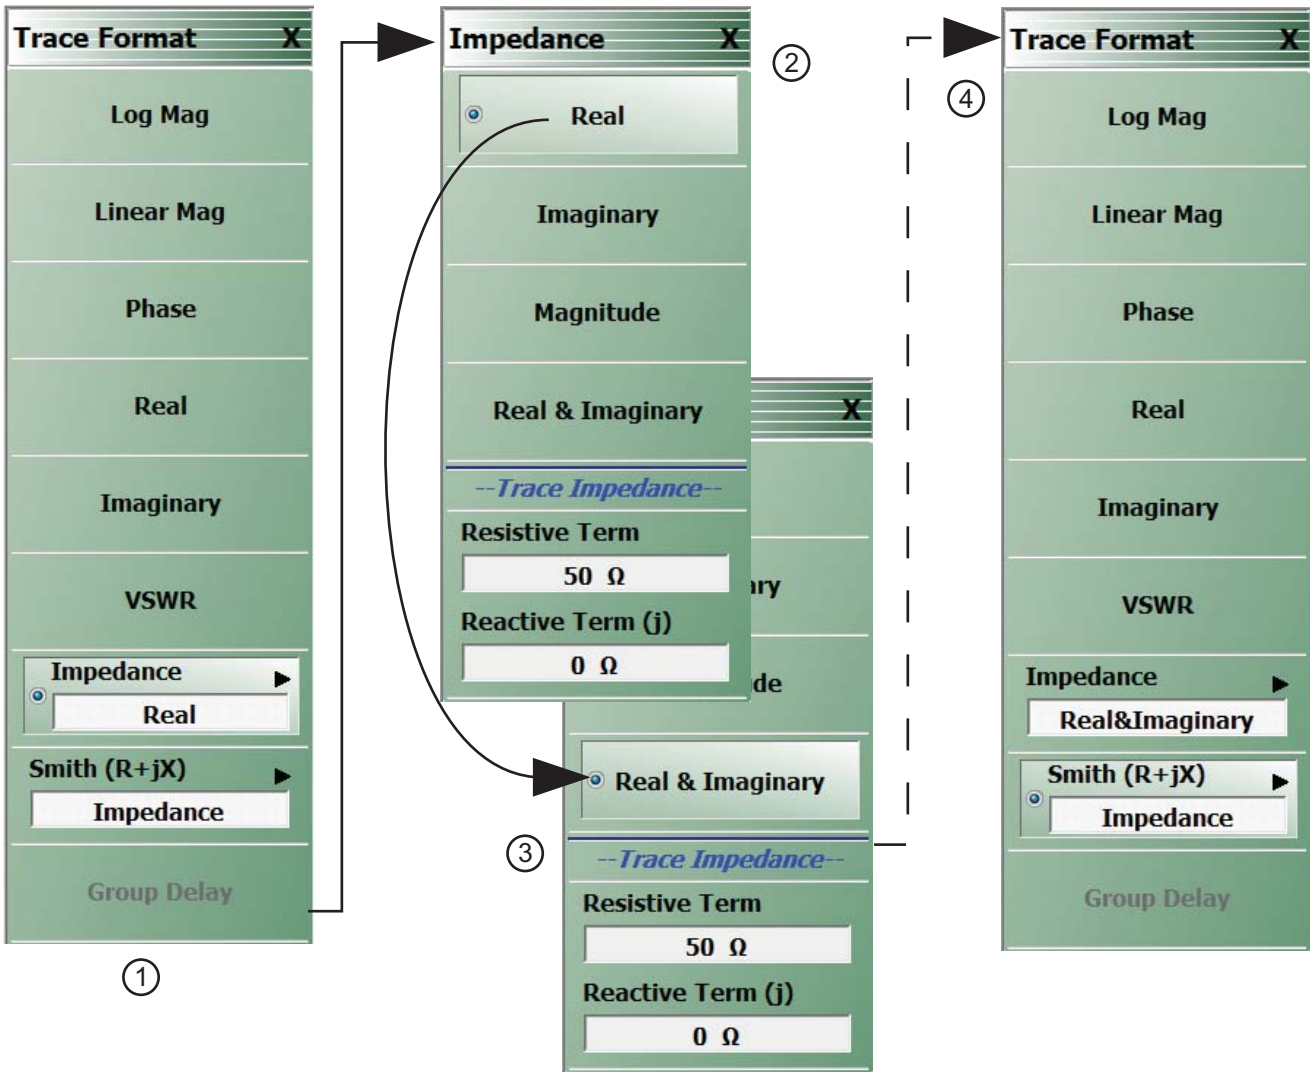 Trace Format X
Log Mag
Linear Mag
Phase
Real
Imaginary
VSWR
Impedance
Real
Smith (R+jX)
Impedance
Group Delay
1
Impedance X
2
Real
Imaginary
Magnitude
Real & Imaginary
--Trace Impedance--
Resistive Term
50 Ω
Reactive Term (j)
0 Ω
X
ary
de
Real & Imaginary
3
--Trace Impedance--
Resistive Term
50 Ω
Reactive Term (j)
0 Ω
Trace Format X
4
Log Mag
Linear Mag
Phase
Real
Imaginary
VSWR
Impedance
Real&Imaginary
Smith (R+jX)
Impedance
Group Delay